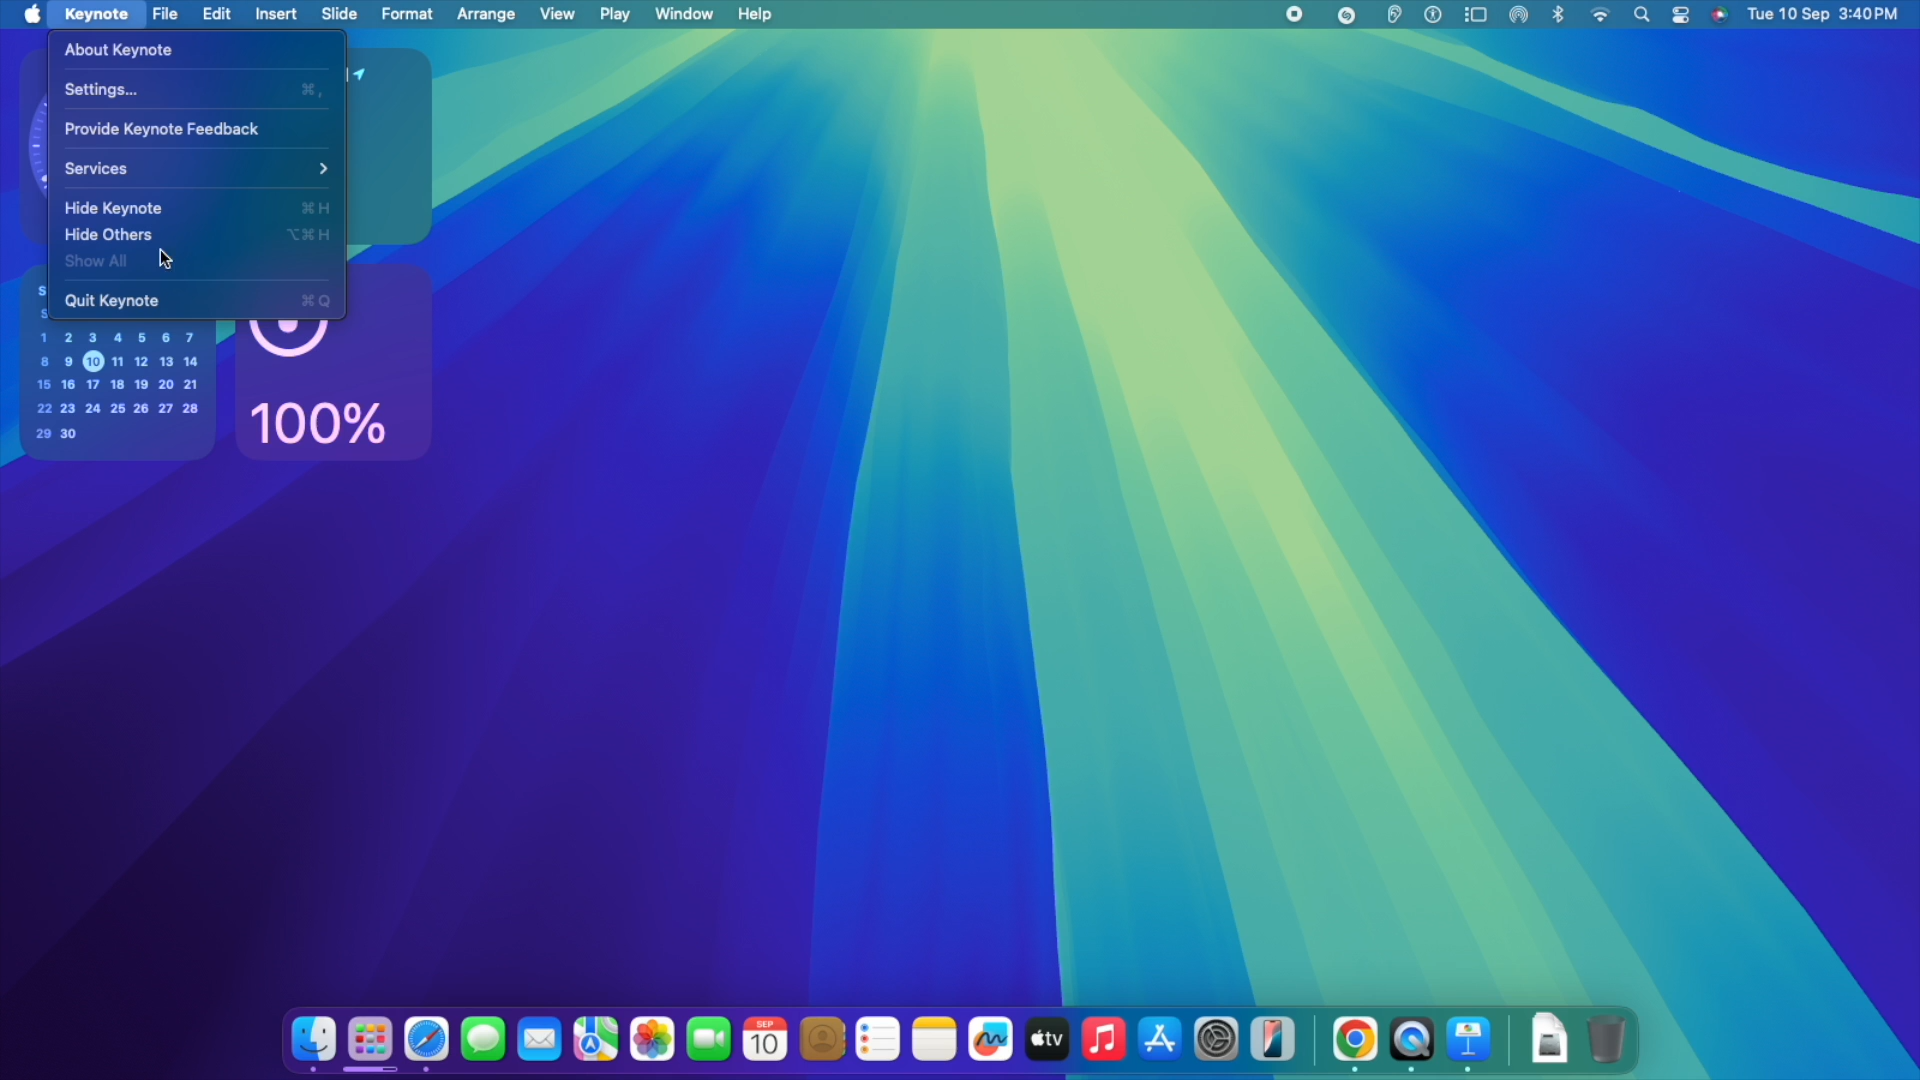 Keynote File Edit Insert Slide Format Arrange View Play Window Help Tue 10 Sep 3:40 PM
About Keynote
Settings... ⌘ ,
Provide Keynote Feedback
Services >
Hide Keynote ⌘ H
Hide Others ⌥ ⌘ H
Show All
Quit Keynote ⌘ Q
S
S
1 2 3 4 5 6 7
8 9 10 11 12 13 14
15 16 17 18 19 20 21
22 23 24 25 26 27 28
29 30
100%
SEP
10
tv